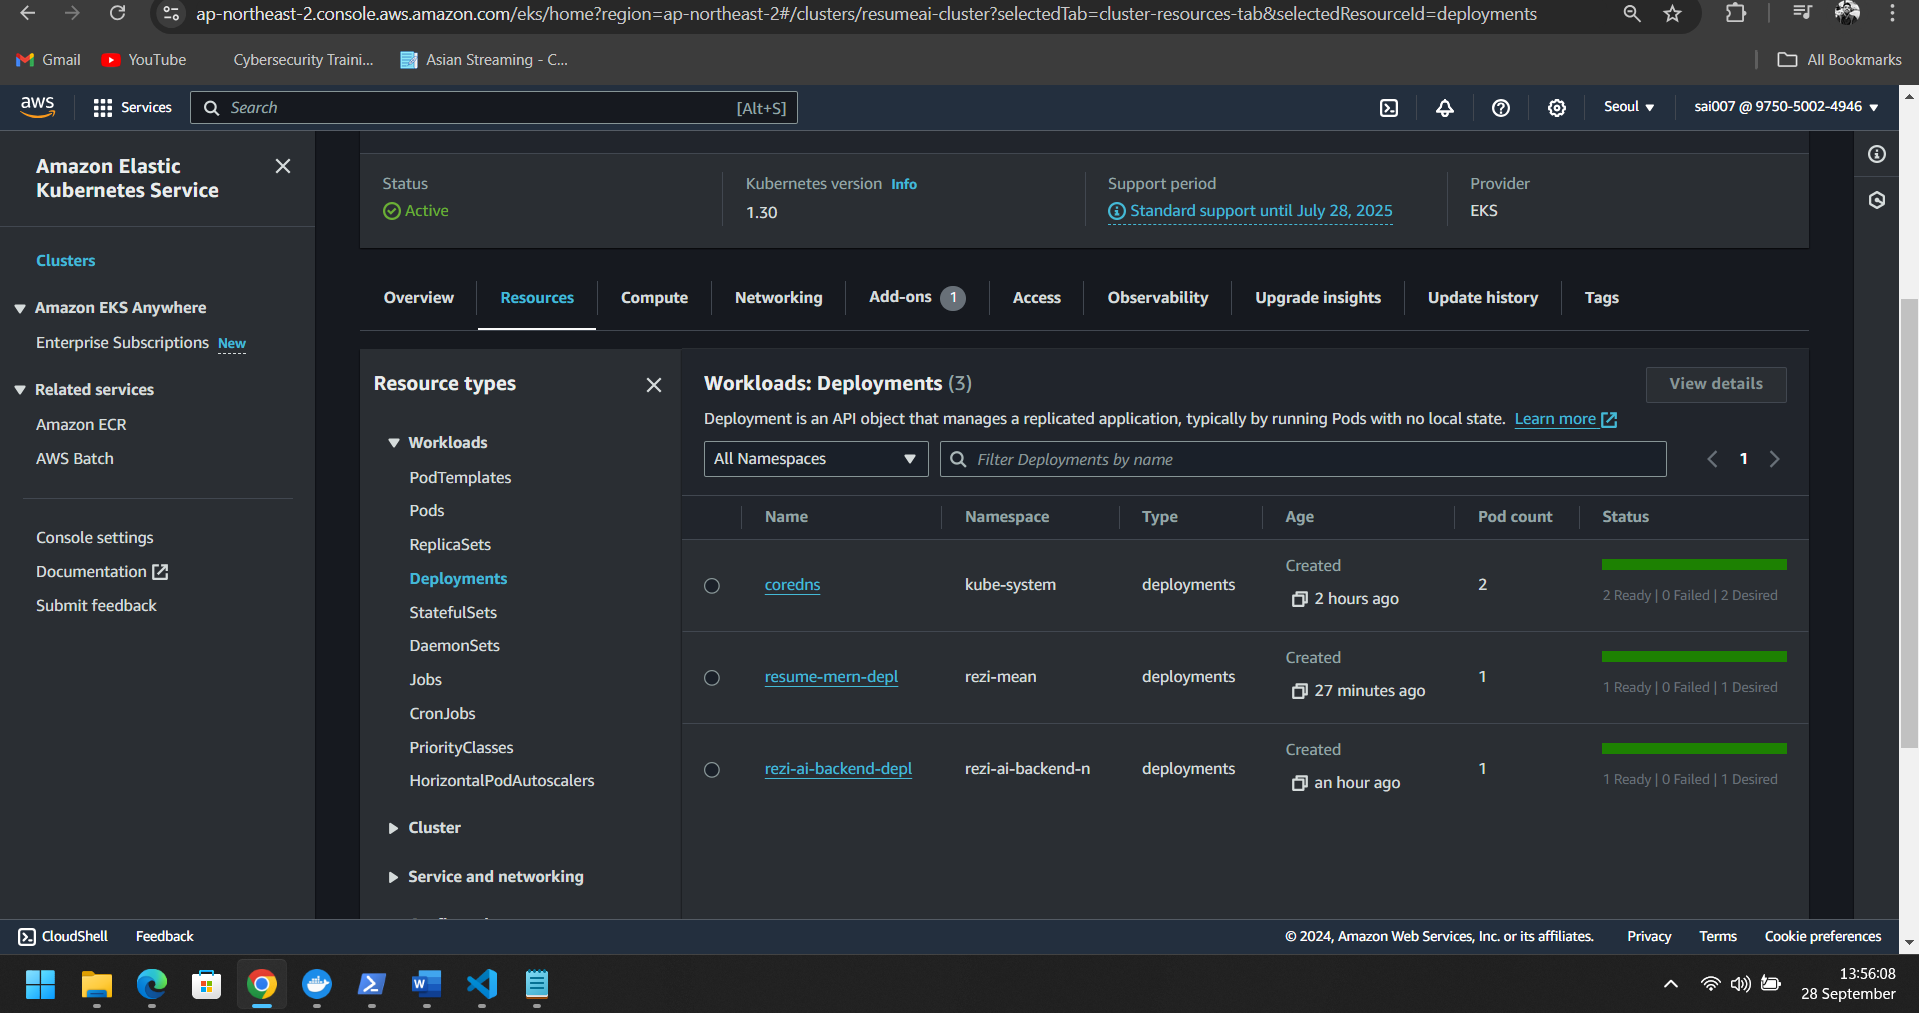 ap-northeast-2.console.aws.amazon.com/eks/home?region=ap-northeast-2#/clusters/resumeai-cluster?selectedTab=cluster-resources-tab&selectedResourceId=deployments
Gmail YouTube Cybersecurity Traini... Asian Streaming - C... All Bookmarks
aws Services Search [Alt+S] Seoul sai007 @ 9750-5002-4946
Amazon Elastic
Kubernetes Service
Clusters
Amazon EKS Anywhere
Enterprise Subscriptions New
Related services
Amazon ECR
AWS Batch
Console settings
Documentation
Submit feedback
Status Kubernetes version Info Support period Provider
Active 1.30 Standard support until July 28, 2025 EKS
Overview Resources Compute Networking Add-ons 1 Access Observability Upgrade insights Update history Tags
Resource types
Workloads
PodTemplates
Pods
ReplicaSets
Deployments
StatefulSets
DaemonSets
Jobs
CronJobs
PriorityClasses
HorizontalPodAutoscalers
Cluster
Service and networking
Workloads: Deployments (3) View details
Deployment is an API object that manages a replicated application, typically by running Pods with no local state. Learn more
All Namespaces Filter Deployments by name 1
Name Namespace Type Age Pod count Status
Created
coredns kube-system deployments 2 hours ago 2 2 Ready | 0 Failed | 2 Desired
Created
resume-mern-depl rezi-mean deployments 27 minutes ago 1 1 Ready | 0 Failed | 1 Desired
Created
rezi-ai-backend-depl rezi-ai-backend-n deployments an hour ago 1 1 Ready | 0 Failed | 1 Desired
CloudShell Feedback © 2024, Amazon Web Services, Inc. or its affiliates. Privacy Terms Cookie preferences
13:56:08
28 September